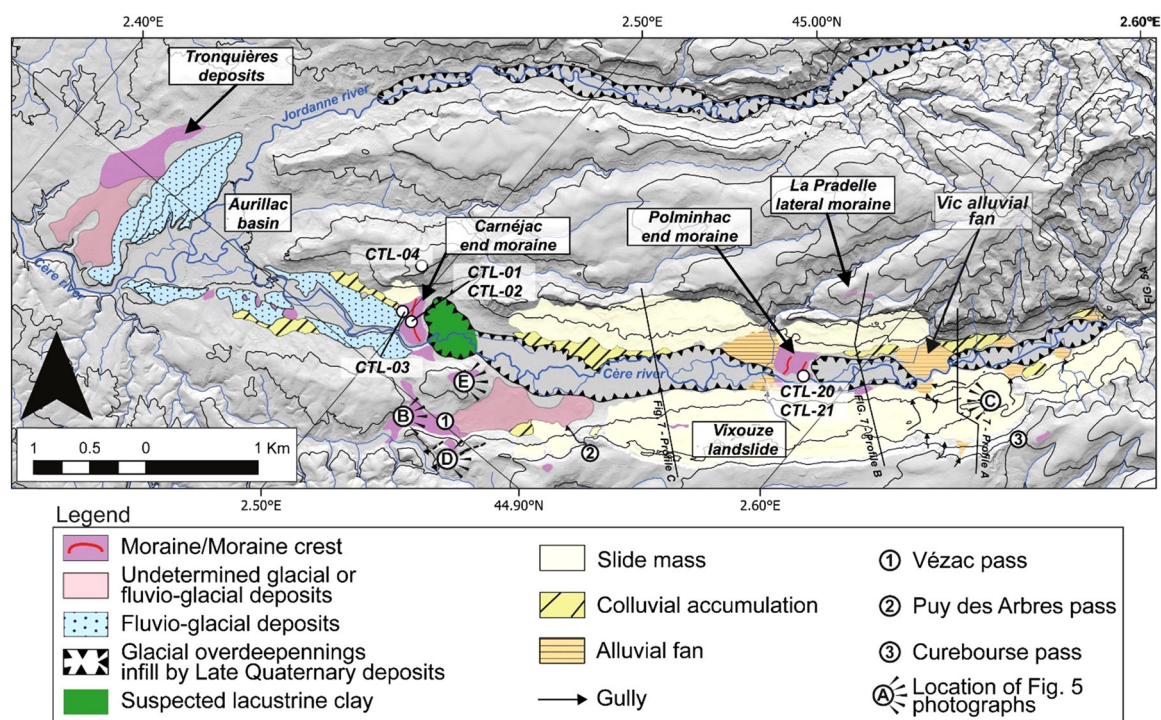 2.40°E
2.50°E
45.00°N
2.60°E
Tronquières
deposits
Jordanne river
La Pradelle
lateral moraine
Aurillac
basin
Carnéjac
end moraine
Polminhac
end moraine
Vic alluvial
fan
CTL-04
CTL-01
CTL-02
FIG. 5A
Cère river
CTL-03
Cère river
E
CTL-20
CTL-21
C
B
1
Vixouze
landslide
3
D
2
Fig. 7 - Profile C
FIG. 7 - Profile B
7 - Profile A
1 0.5 0 1 Km
2.50°E
44.90°N
2.60°E
Legend
Moraine/Moraine crest
Undetermined glacial or
fluvio-glacial deposits
Fluvio-glacial deposits
Glacial overdeepennings
infill by Late Quaternary deposits
Suspected lacustrine clay
Slide mass
Colluvial accumulation
Alluvial fan
Gully
1 Vézac pass
2 Puy des Arbres pass
3 Curebourse pass
A Location of Fig. 5
photographs